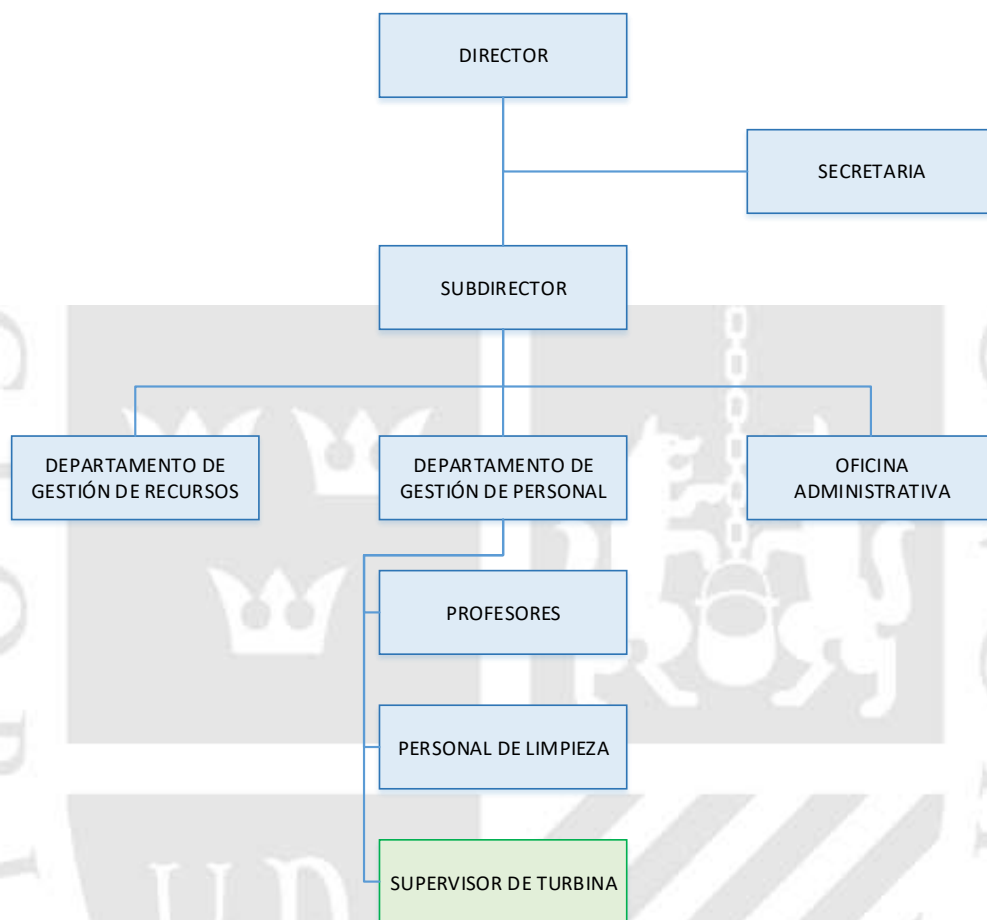 DIRECTOR
SECRETARIA
SUBDIRECTOR
DEPARTAMENTO DE
GESTIÓN DE RECURSOS
DEPARTAMENTO DE
GESTIÓN DE PERSONAL
OFICINA
ADMINISTRATIVA
PROFESORES
PERSONAL DE LIMPIEZA
SUPERVISOR DE TURBINA